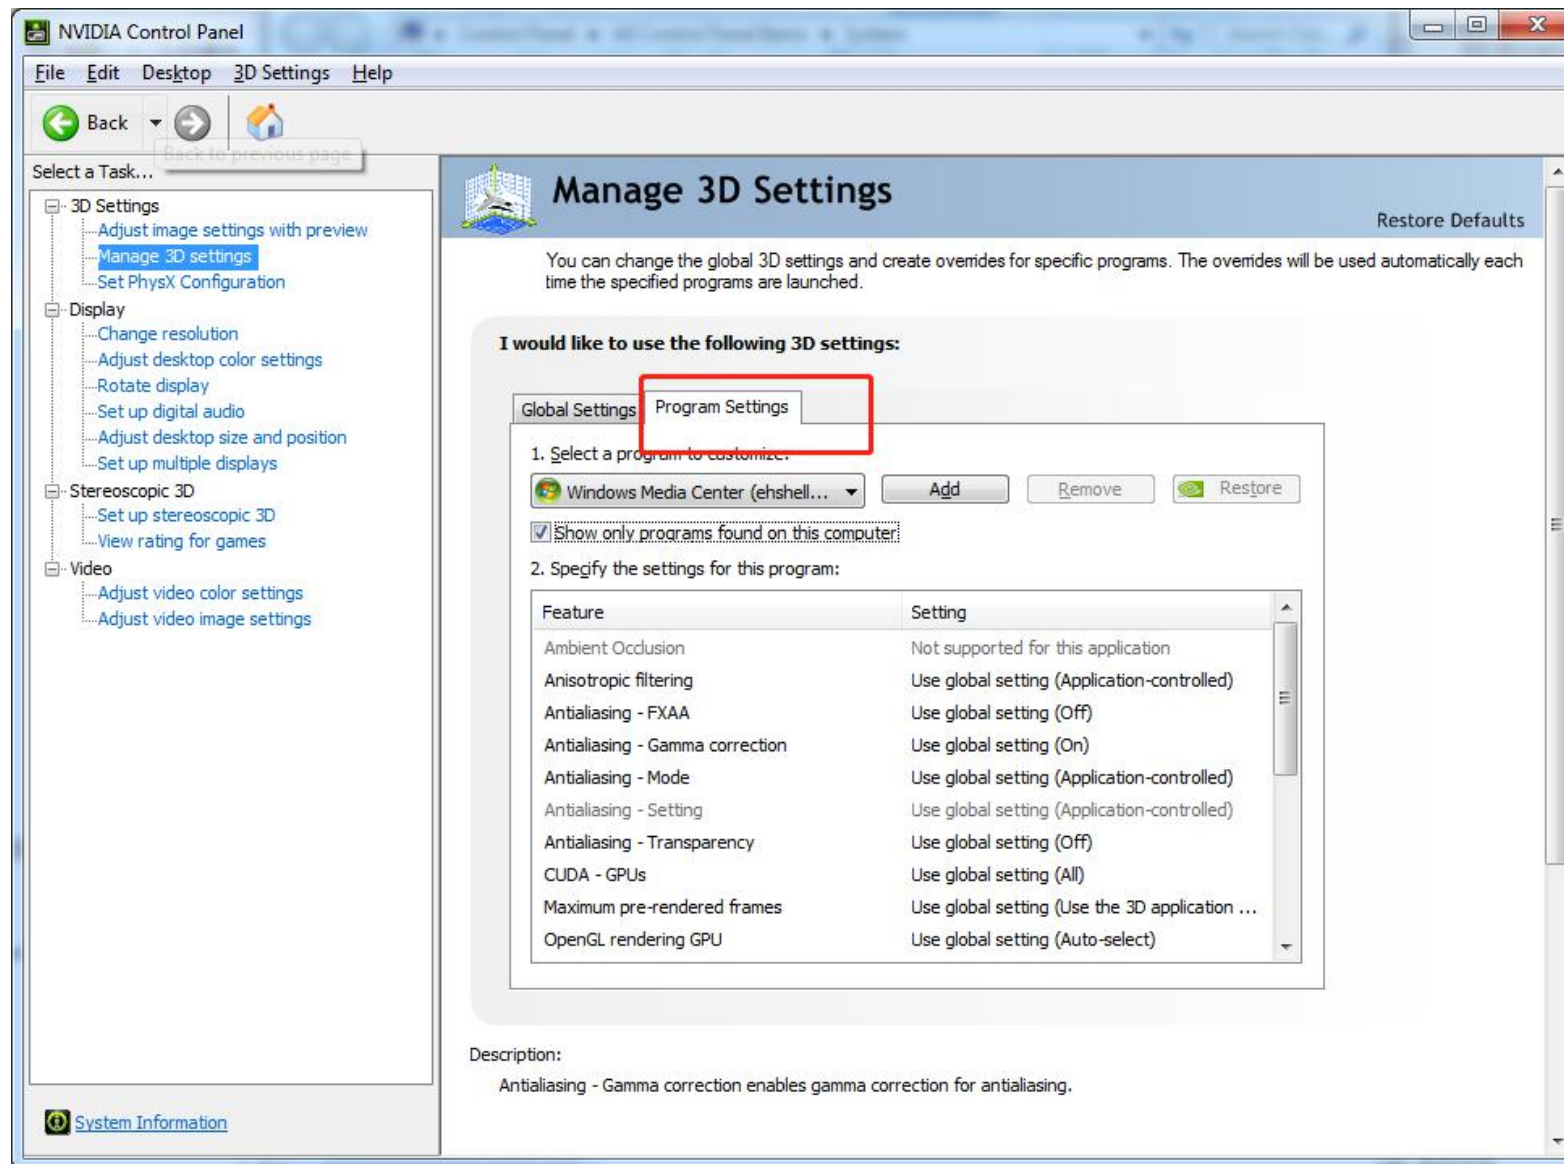 NVIDIA Control Panel
File Edit Desktop 3D Settings Help
Back
Back to previous page
Select a Task...
3D Settings
Adjust image settings with preview
Manage 3D settings
Set PhysX Configuration
Display
Change resolution
Adjust desktop color settings
Rotate display
Set up digital audio
Adjust desktop size and position
Set up multiple displays
Stereoscopic 3D
Set up stereoscopic 3D
View rating for games
Video
Adjust video color settings
Adjust video image settings
System Information
Manage 3D Settings
Restore Defaults
You can change the global 3D settings and create overrides for specific programs. The overrides will be used automatically each
time the specified programs are launched.
I would like to use the following 3D settings:
Global Settings Program Settings
1. Select a program to customize:
Windows Media Center (ehshell... Add Remove Restore
Show only programs found on this computer
2. Specify the settings for this program:
Feature Setting
Ambient Occlusion Not supported for this application
Anisotropic filtering Use global setting (Application-controlled)
Antialiasing - FXAA Use global setting (Off)
Antialiasing - Gamma correction Use global setting (On)
Antialiasing - Mode Use global setting (Application-controlled)
Antialiasing - Setting Use global setting (Application-controlled)
Antialiasing - Transparency Use global setting (Off)
CUDA - GPUs Use global setting (All)
Maximum pre-rendered frames Use global setting (Use the 3D application ...
OpenGL rendering GPU Use global setting (Auto-select)
Description:
Antialiasing - Gamma correction enables gamma correction for antialiasing.